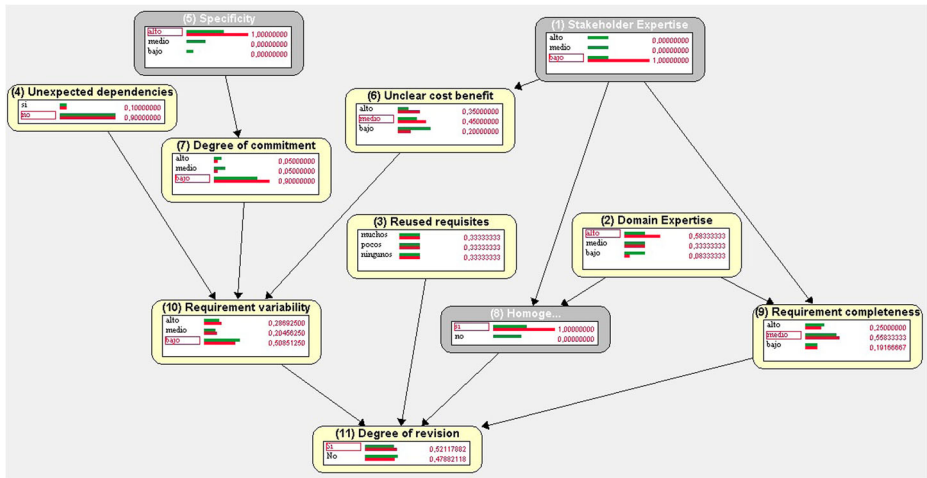 (5) Specificity
alto 1,00000000
medio 0,00000000
bajo 0,00000000
(1) Stakeholder Expertise
alto 0,00000000
medio 0,00000000
bajo 1,00000000
(4) Unexpected dependencies
si 0,10000000
no 0,90000000
(6) Unclear cost benefit
alto 0,35000000
medio 0,45000000
bajo 0,20000000
(7) Degree of commitment
alto 0,05000000
medio 0,05000000
bajo 0,90000000
(3) Reused requisites
muchos 0,33333333
pocos 0,33333333
ningunos 0,33333333
(2) Domain Expertise
alto 0,58333333
medio 0,33333333
bajo 0,08333333
(10) Requirement variability
alto 0,28692500
medio 0,20456250
bajo 0,50851250
(8) Homoge...
si 1,00000000
no 0,00000000
(9) Requirement completeness
alto 0,25000000
medio 0,55833333
bajo 0,19166667
(11) Degree of revision
si 0,52117882
No 0,47882118